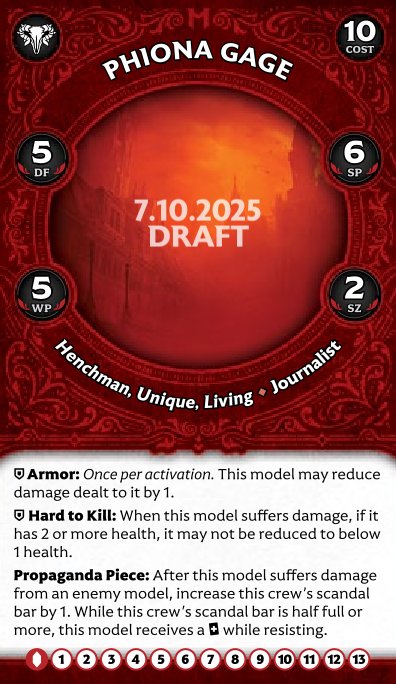 PHIONA GAGE
10
COST
5
DF
6
SP
7.10.2025
DRAFT
5
WP
2
SZ
Henchman, Unique, Living ♦ Journalist
Armor: Once per activation. This model may reduce
damage dealt to it by 1.
Hard to Kill: When this model suffers damage, if it
has 2 or more health, it may not be reduced to below
1 health.
Propaganda Piece: After this model suffers damage
from an enemy model, increase this crew's scandal
bar by 1. While this crew's scandal bar is half full or
more, this model receives a + while resisting.
1 2 3 4 5 6 7 8 9 10 11 12 13